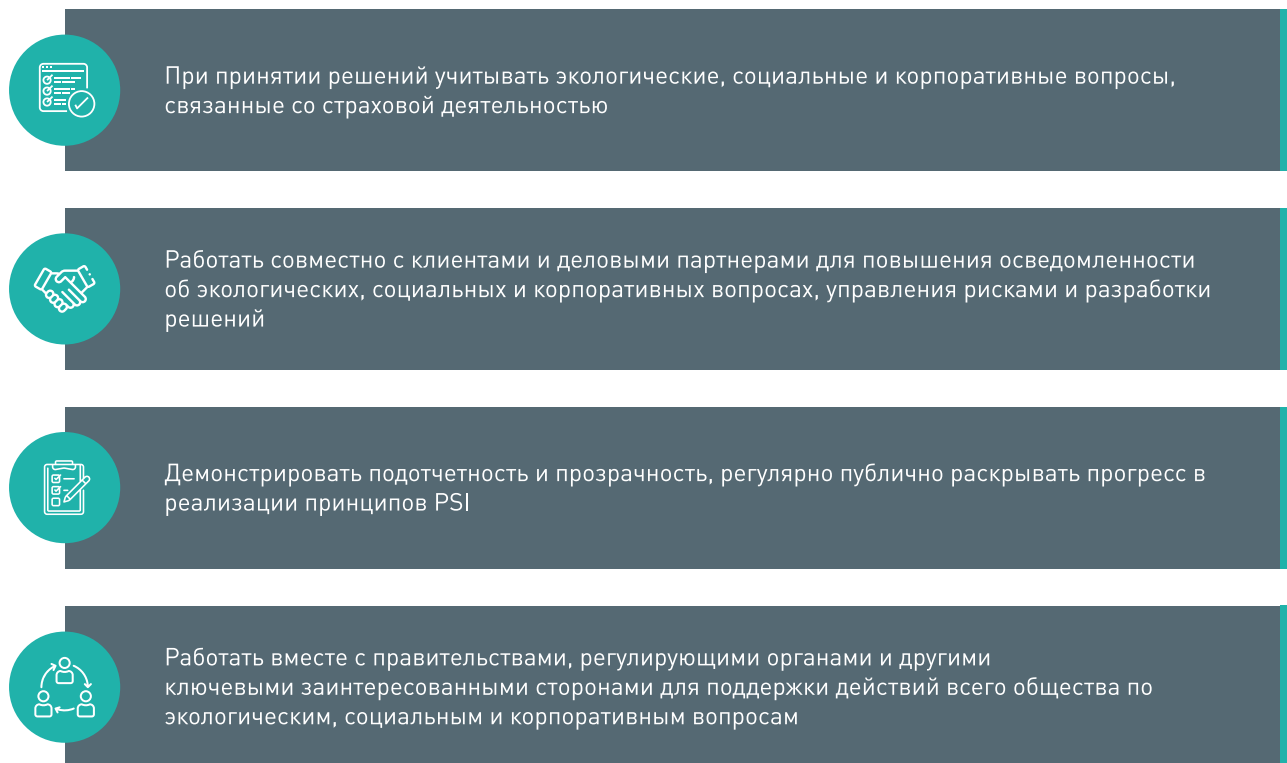 При принятии решений учитывать экологические, социальные и корпоративные вопросы,
связанные со страховой деятельностью
Работать совместно с клиентами и деловыми партнерами для повышения осведомленности
об экологических, социальных и корпоративных вопросах, управления рисками и разработки
решений
Демонстрировать подотчетность и прозрачность, регулярно публично раскрывать прогресс в
реализации принципов PSI
Работать вместе с правительствами, регулирующими органами и другими
ключевыми заинтересованными сторонами для поддержки действий всего общества по
экологическим, социальным и корпоративным вопросам